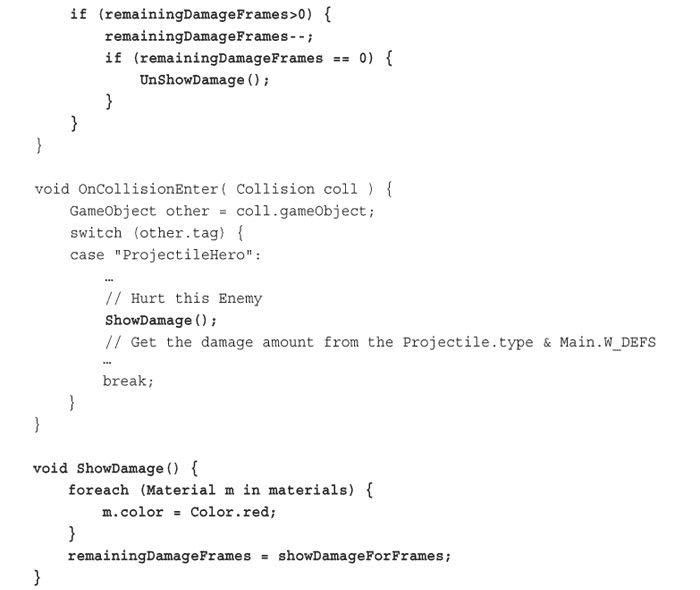 if (remainingDamageFrames>0) {
remainingDamageFrames--;
if (remainingDamageFrames == 0) {
UnShowDamage();
}
}
}
void OnCollisionEnter( Collision coll ) {
GameObject other = coll.gameObject;
switch (other.tag) {
case "ProjectileHero":
…
// Hurt this Enemy
ShowDamage();
// Get the damage amount from the Projectile.type & Main.W_DEFS
…
break;
}
}
void ShowDamage() {
foreach (Material m in materials) {
m.color = Color.red;
}
remainingDamageFrames = showDamageForFrames;
}